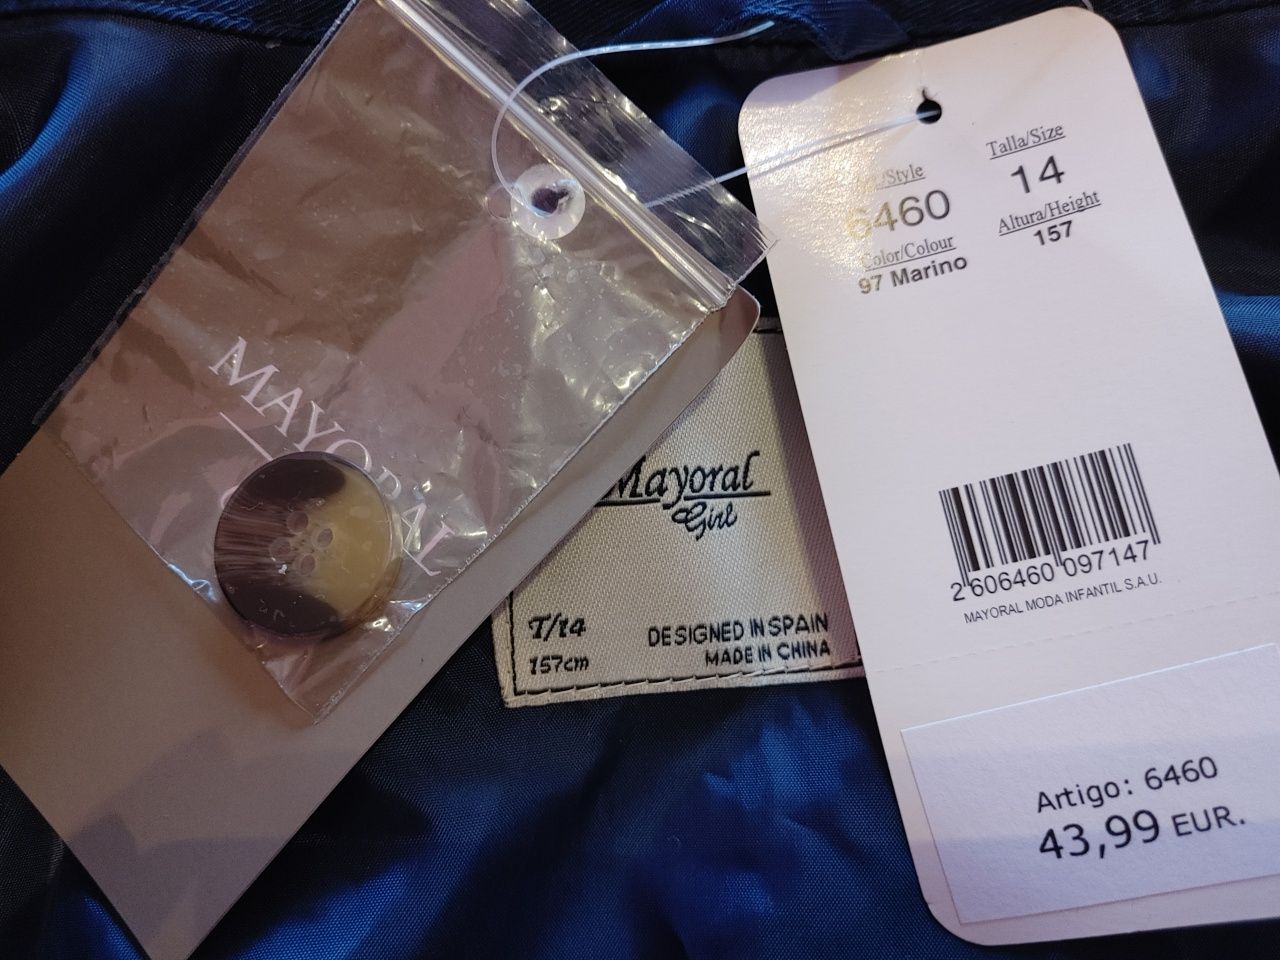 MAYORAL
Mayoral
Girl
T/14
157cm
DESIGNED IN SPAIN
MADE IN CHINA
/Style
6460
Color/Colour
97 Marino
Talla/Size
14
Altura/Height
157
2 606460 097147
MAYORAL MODA INFANTIL S.A.U.
Artigo: 6460
43,99 EUR.